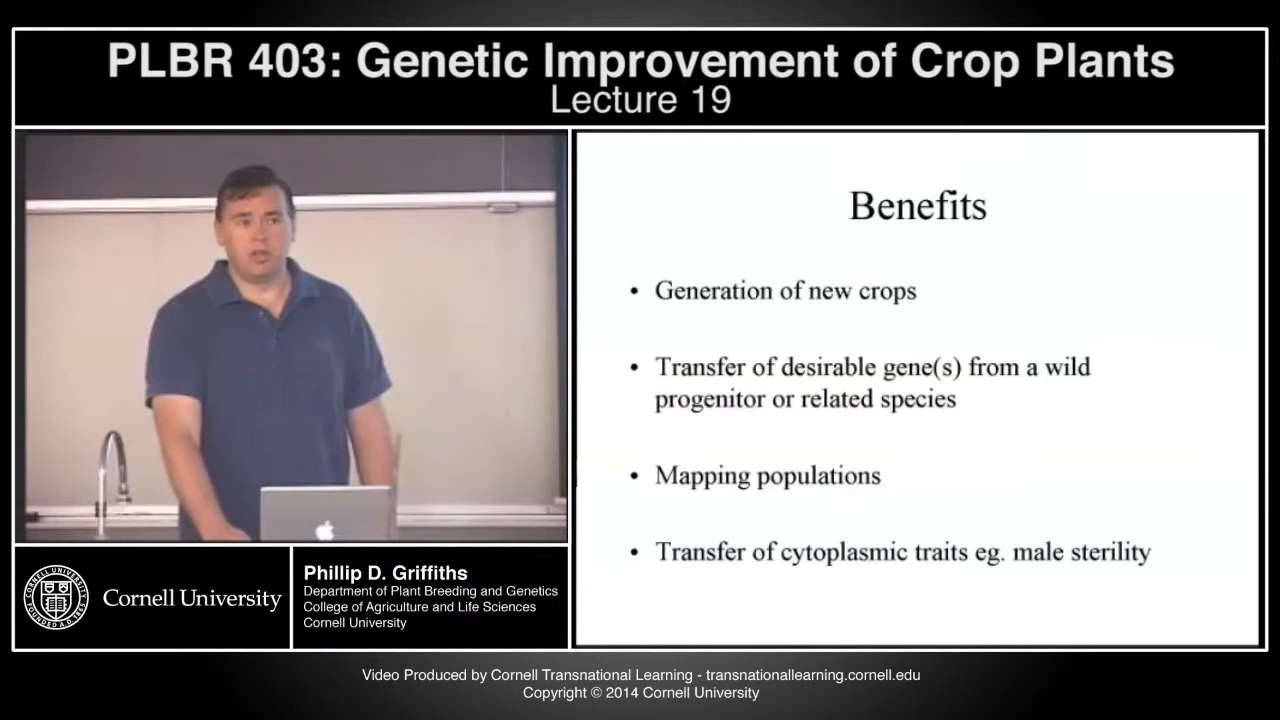 PLBR 403: Genetic Improvement of Crop Plants
Lecture 19
Benefits
• Generation of new crops
• Transfer of desirable gene(s) from a wild
progenitor or related species
• Mapping populations
• Transfer of cytoplasmic traits eg. male sterility
Cornell University
Phillip D. Griffiths
Department of Plant Breeding and Genetics
College of Agriculture and Life Sciences
Cornell University
Video Produced by Cornell Transnational Learning - transnationallearning.cornell.edu
Copyright © 2014 Cornell University